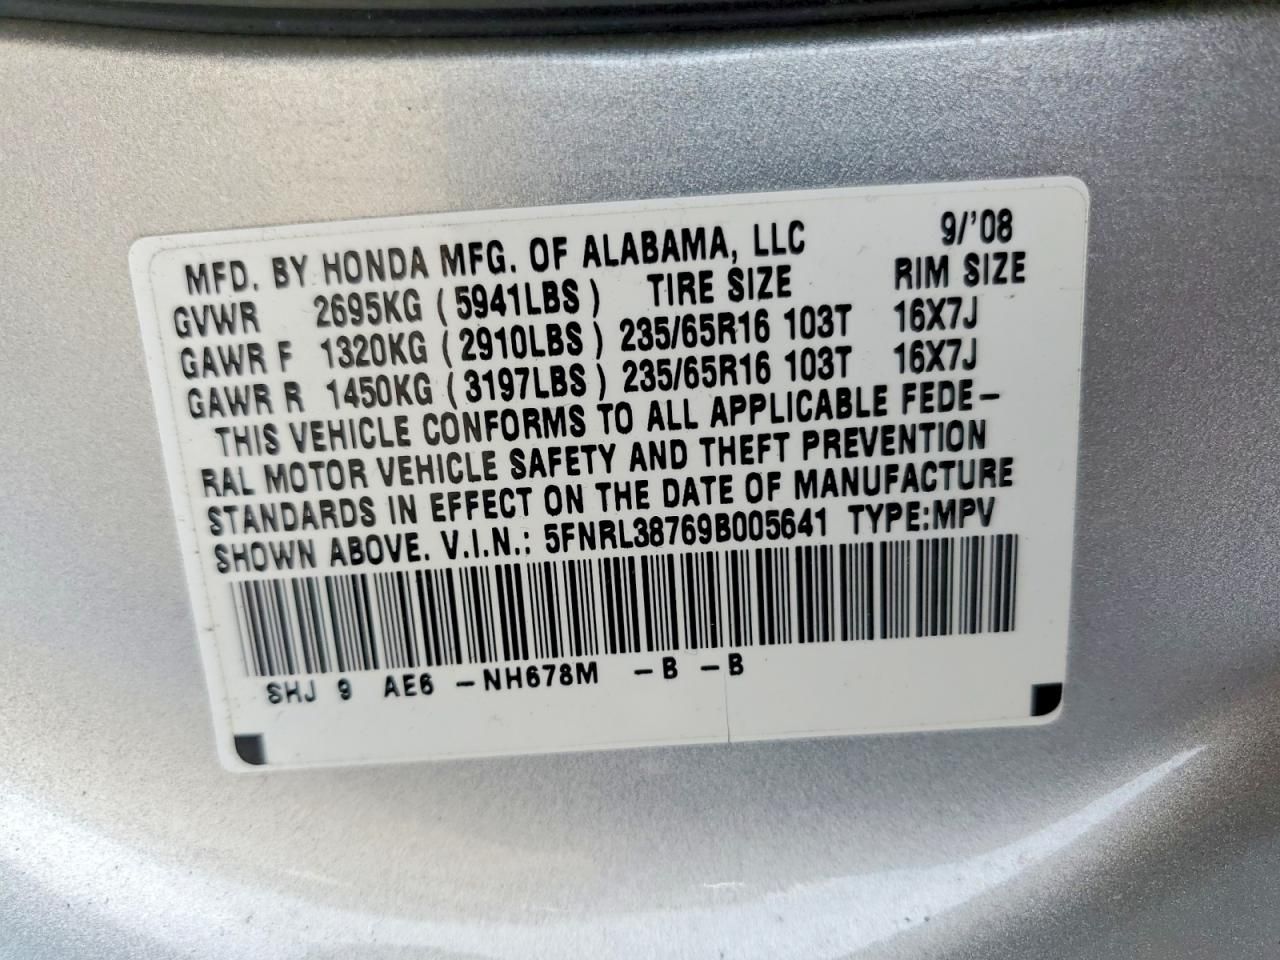 MFD. BY HONDA MFG. OF ALABAMA, LLC 9/'08
GVWR 2695KG (5941LBS) TIRE SIZE RIM SIZE
GAWR F 1320KG (2910LBS) 235/65R16 103T 16X7J
GAWR R 1450KG (3197LBS) 235/65R16 103T 16X7J
THIS VEHICLE CONFORMS TO ALL APPLICABLE FEDE-
RAL MOTOR VEHICLE SAFETY AND THEFT PREVENTION
STANDARDS IN EFFECT ON THE DATE OF MANUFACTURE
SHOWN ABOVE. V.I.N.: 5FNRL38769B005641 TYPE:MPV
SHJ 9 AE6 -NH678M -B -B